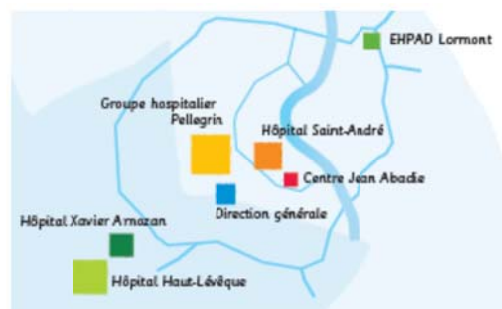 EHPAD Lormont
Groupe hospitalier
Pellegrin
Hôpital Saint-André
Centre Jean Abadie
Direction générale
Hôpital Xavier Arnozan
Hôpital Haut-Lévêque